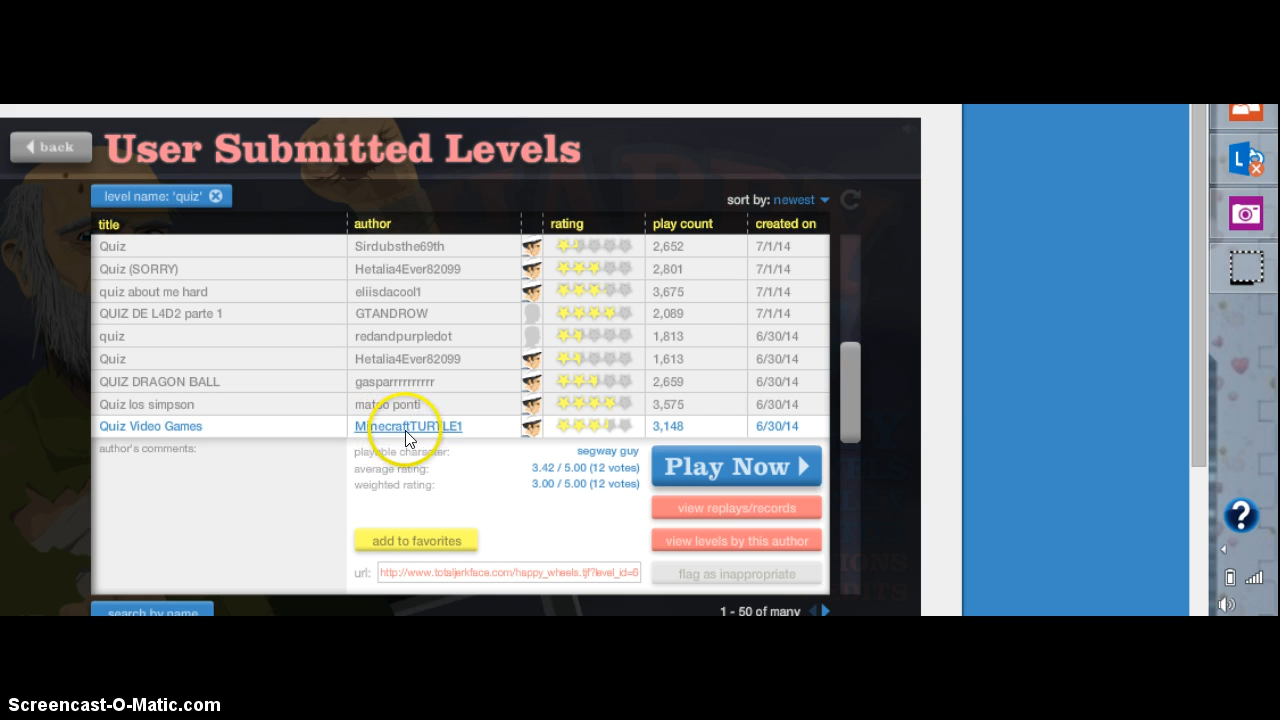 back
User Submitted Levels
level name: 'quiz'
sort by: newest
title author rating play count created on
Quiz Sirdubsthe69th 2,652 7/1/14
Quiz (SORRY) Hetalia4Ever82099 2,801 7/1/14
quiz about me hard eliisdacool1 3,675 7/1/14
QUIZ DE L4D2 parte 1 GTANDROW 2,089 7/1/14
quiz redandpurpledot 1,813 6/30/14
Quiz Hetalia4Ever82099 1,613 6/30/14
QUIZ DRAGON BALL gasparrrrrrrrrr 2,659 6/30/14
Quiz los simpson mateo ponti 3,575 6/30/14
Quiz Video Games MinecraftTURTLE1 3,148 6/30/14
author's comments:
playable character: segway guy
average rating: 3.42 / 5.00 (12 votes)
weighted rating: 3.00 / 5.00 (12 votes)
Play Now
view replays/records
add to favorites
view levels by this author
url: http://www.totaljerkface.com/happy_wheels.tjf?level_id=6
flag as inappropriate
search by name
1 - 50 of many
L
?
Screencast-O-Matic.com